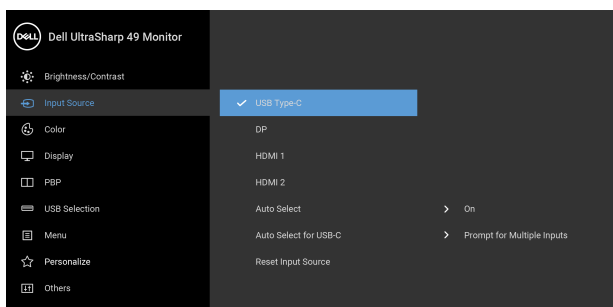 DELL Dell UltraSharp 49 Monitor
Brightness/Contrast
Input Source
USB Type-C
Color
DP
Display
HDMI 1
PBP
HDMI 2
USB Selection
Auto Select
On
Menu
Auto Select for USB-C
Prompt for Multiple Inputs
Personalize
Reset Input Source
Others